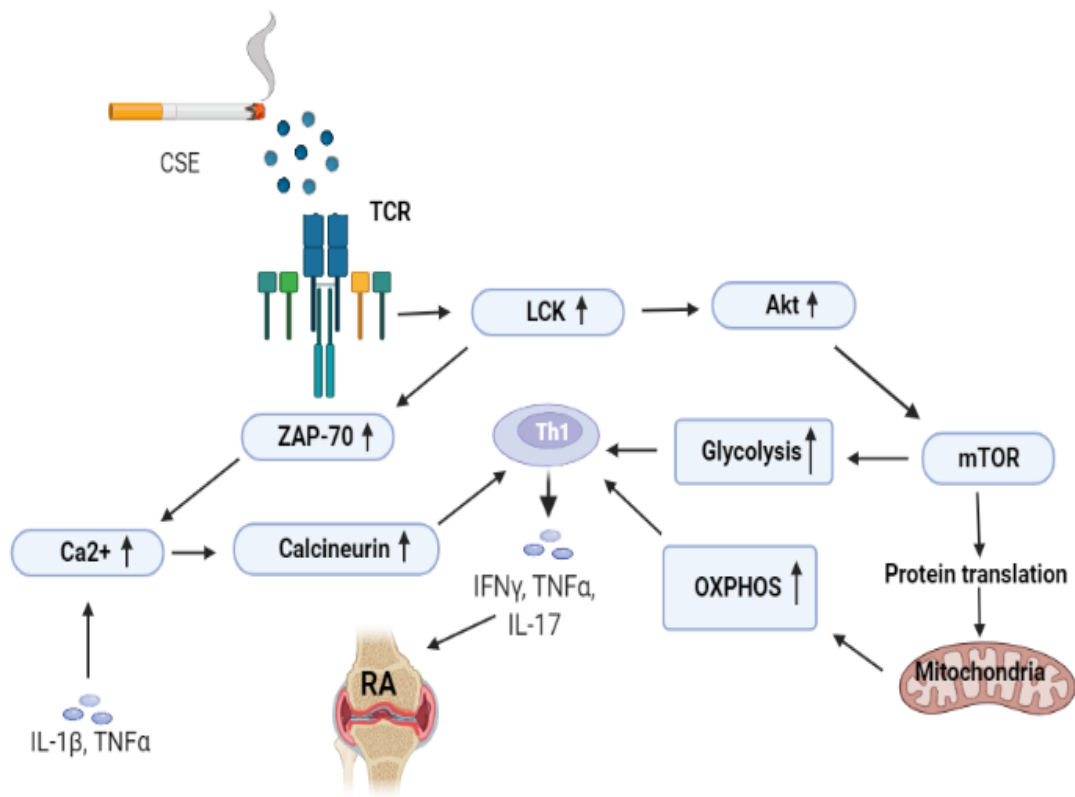 CSE
TCR
LCK
Akt
ZAP-70
Th1
Glycolysis
mTOR
Ca2+
Calcineurin
OXPHOS
Protein translation
IFNγ, TNFα,
IL-17
RA
Mitochondria
IL-1β, TNFα